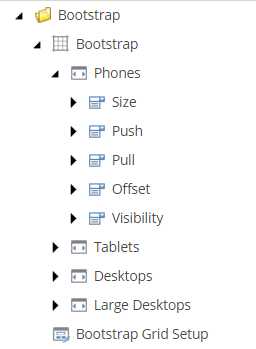 Bootstrap
Bootstrap
Phones
Size
Push
Pull
Offset
Visibility
Tablets
Desktops
Large Desktops
Bootstrap Grid Setup